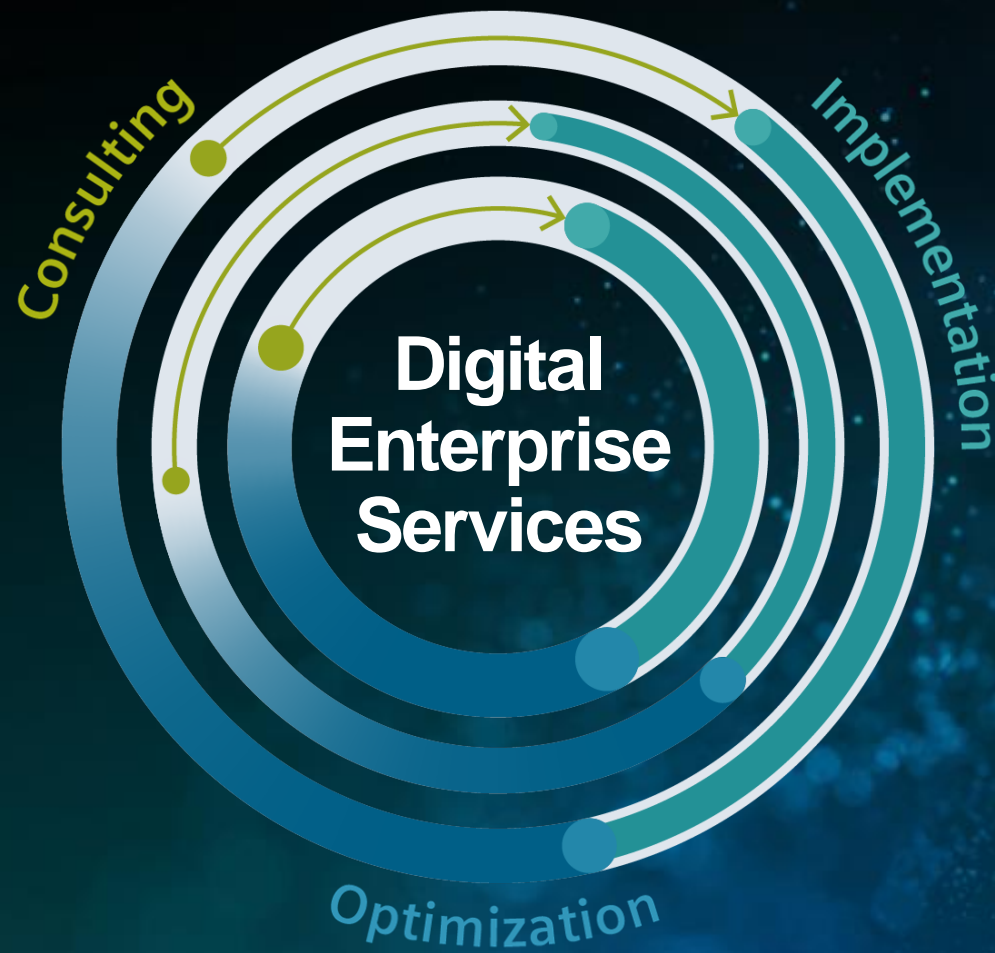 Consulting
Implementation
Digital
Enterprise
Services
Optimization